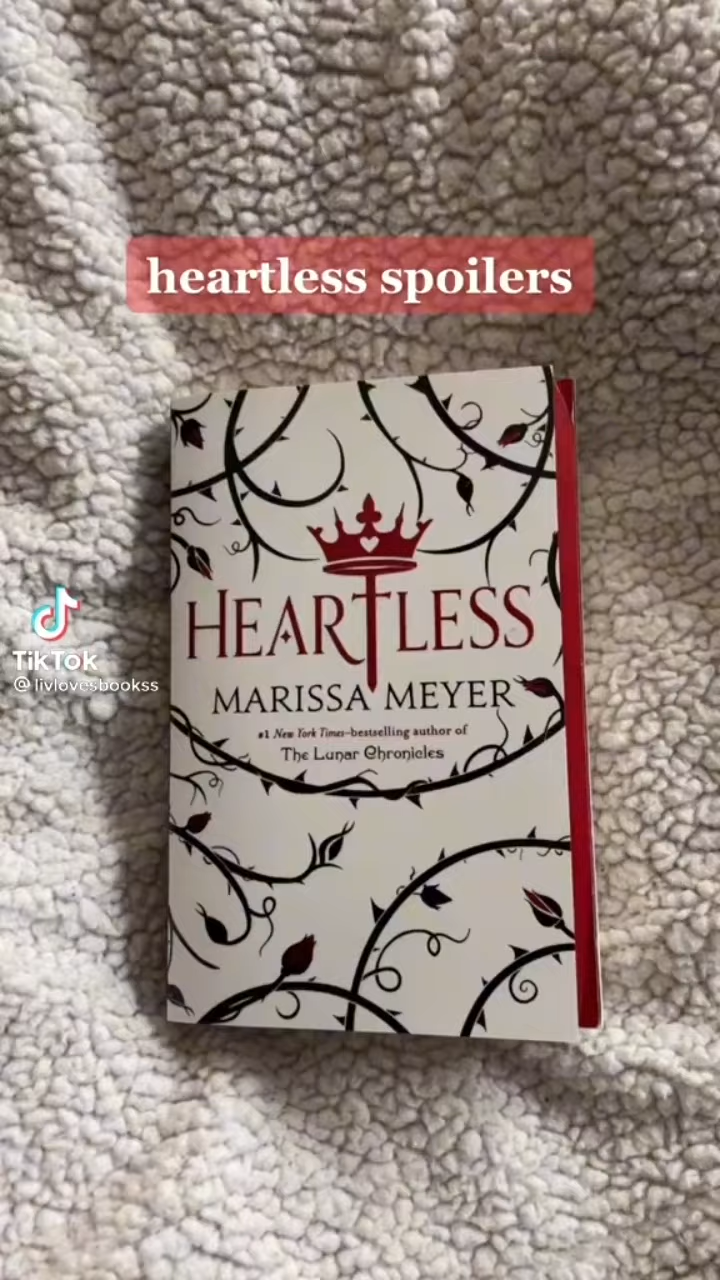 heartless spoilers
HEARTLESS
MARISSA MEYER
#1 New York Times–bestselling author of
The Lunar Chronicles
TikTok
@livlovesbookss